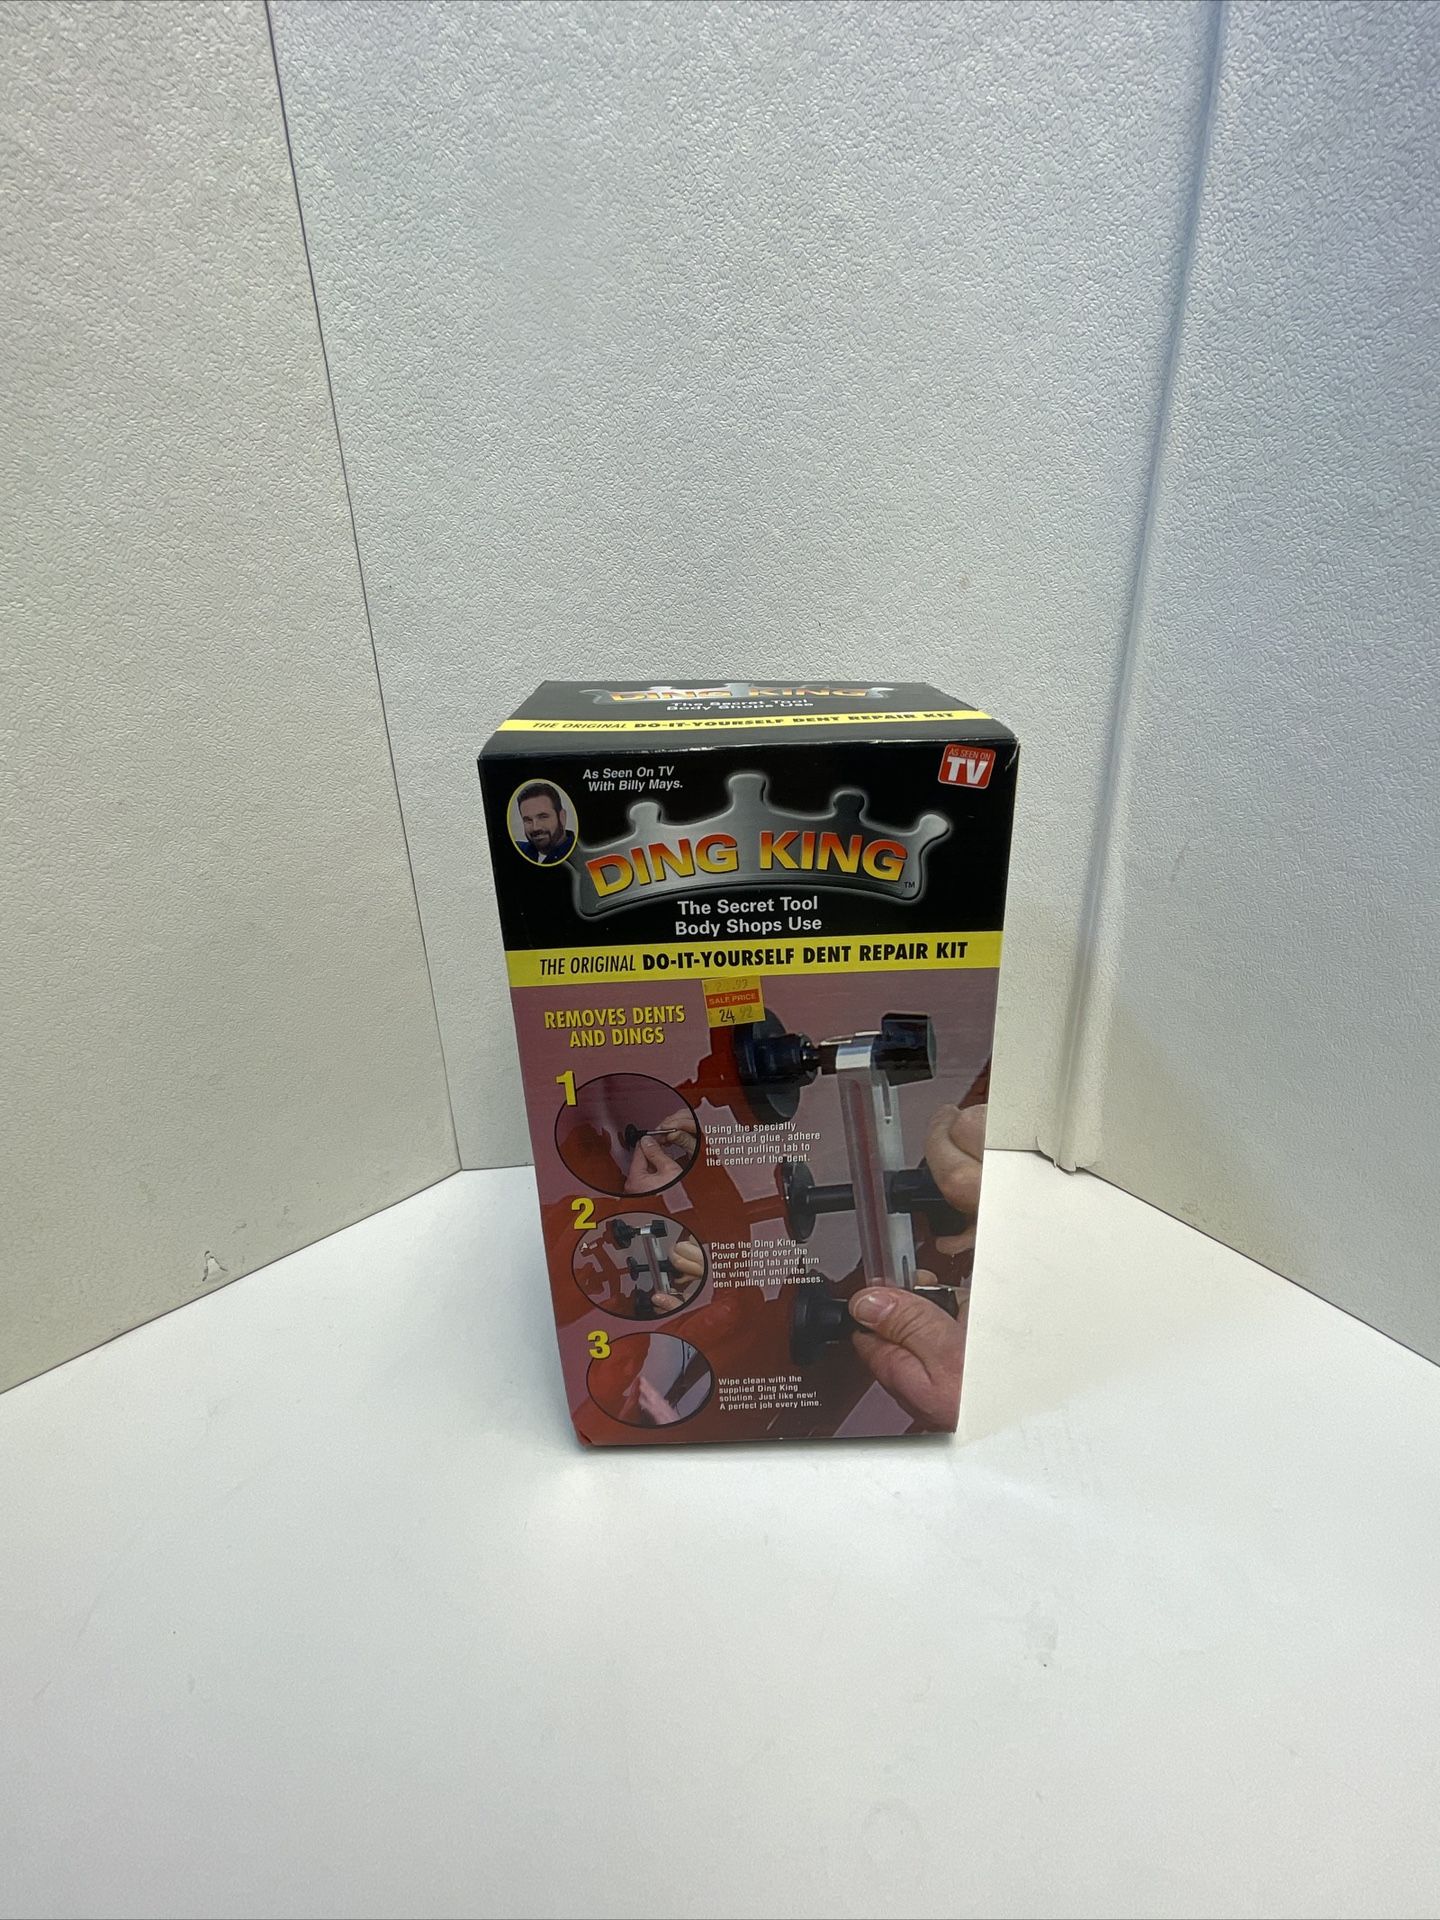 DING KING
The Secret Tool
Body Shops Use
THE ORIGINAL DO-IT-YOURSELF DENT REPAIR KIT
As Seen On TV
With Billy Mays.
AS SEEN ON
TV
DING KING™
The Secret Tool
Body Shops Use
THE ORIGINAL DO-IT-YOURSELF DENT REPAIR KIT
SALE PRICE
24
REMOVES DENTS
AND DINGS
1
Using the specially
formulated glue, adhere
the dent pulling tab to
the center of the dent.
2
Place the Ding King
Power Bridge over the
dent pulling tab and turn
the wing nut until the
dent pulling tab releases.
3
Wipe clean with the
supplied Ding King
solution. Just like new!
A perfect job every time.